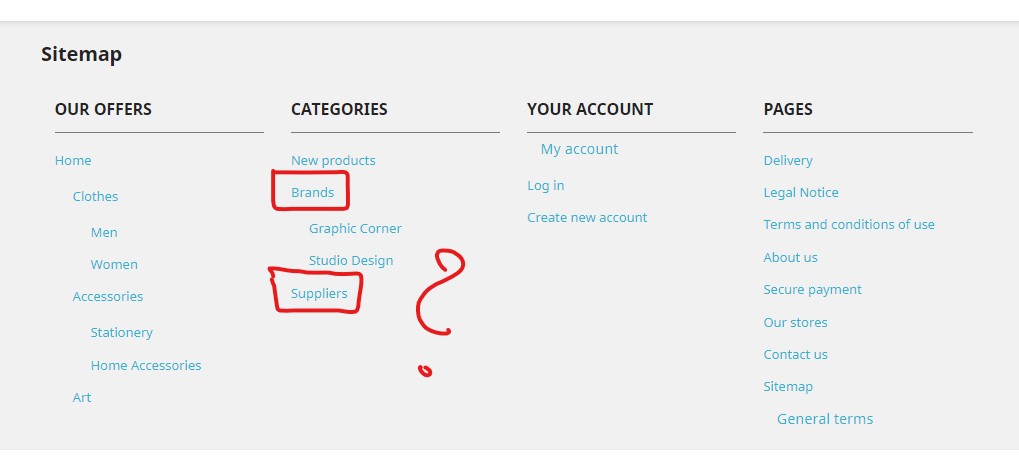 Sitemap
OUR OFFERS
Home
Clothes
Men
Women
Accessories
Stationery
Home Accessories
Art
CATEGORIES
New products
Brands
Graphic Corner
Studio Design
Suppliers
?
YOUR ACCOUNT
My account
Log in
Create new account
PAGES
Delivery
Legal Notice
Terms and conditions of use
About us
Secure payment
Our stores
Contact us
Sitemap
General terms